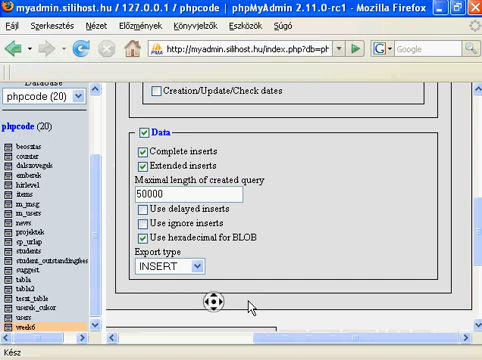 myadmin.silihost.hu / 127.0.0.1 / phpcode | phpMyAdmin 2.11.0-rc1 - Mozilla Firefox
Fájl Szerkesztés Nézet Előzmények Könyvjelzők Eszközök Súgó
http://myadmin.silihost.hu/index.php?db=ph
Google
Database
phpcode (20)
phpcode (20)
beosztas
counter
dalszovegek
emberek
hirlevel
items
m_msg
m_users
news
projektek
sp_urlap
students
student_outstandingfees
suggest
tabla
tabla2
teszt_table
userek_cukor
users
week6
Creation/Update/Check dates
Data
Complete inserts
Extended inserts
Maximal length of created query
50000
Use delayed inserts
Use ignore inserts
Use hexadecimal for BLOB
Export type
INSERT
Kész